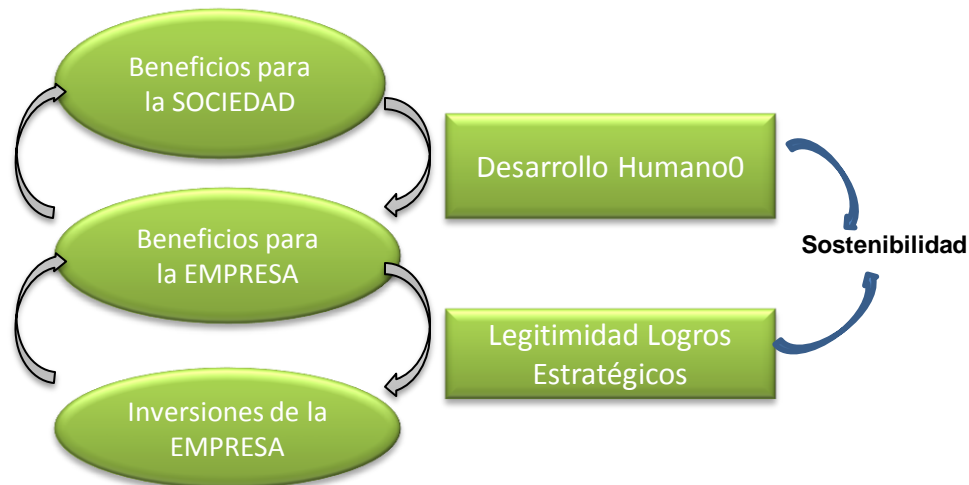 Beneficios para
la SOCIEDAD
Desarrollo Humano0
Beneficios para
la EMPRESA
Sostenibilidad
Legitimidad Logros
Estratégicos
Inversiones de la
EMPRESA